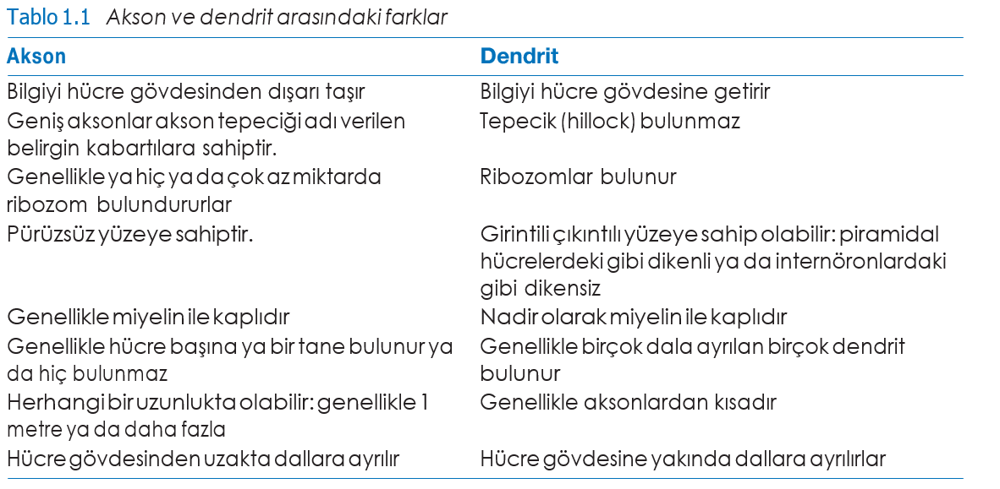 Tablo 1.1 Akson ve dendrit arasındaki farklar
Akson Dendrit
Bilgiyi hücre gövdesinden dışarı taşır Bilgiyi hücre gövdesine getirir
Geniş aksonlar akson tepeciği adı verilen Tepecik (hillock) bulunmaz
belirgin kabartılara sahiptir.
Genellikle ya hiç ya da çok az miktarda Ribozomlar bulunur
ribozom bulundururlar
Pürüzsüz yüzeye sahiptir. Girintili çıkıntılı yüzeye sahip olabilir: piramidal
hücrelerdeki gibi dikenli ya da internöronlardaki
gibi dikensiz
Genellikle miyelin ile kaplıdır Nadir olarak miyelin ile kaplıdır
Genellikle hücre başına ya bir tane bulunur ya Genellikle birçok dala ayrılan birçok dendrit
da hiç bulunmaz bulunur
Herhangi bir uzunlukta olabilir: genellikle 1 Genellikle aksonlardan kısadır
metre ya da daha fazla
Hücre gövdesinden uzakta dallara ayrılır Hücre gövdesine yakında dallara ayrılırlar